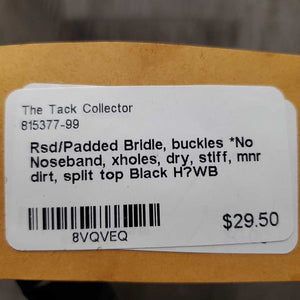 The Tack Collector
815377-99
Rsd/Padded Bridle, buckles *No
Noseband, xholes, dry, stiff, mnr
dirt, split top Black H?WB
$29.50
8VQVEQ